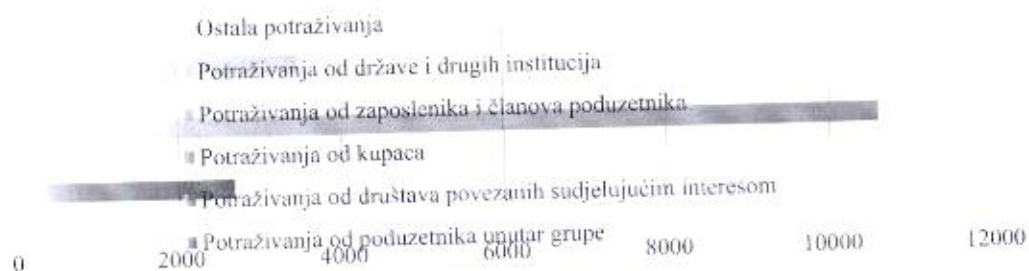 Ostala potraživanja
Potraživanja od države i drugih institucija
Potraživanja od zaposlenika i članova poduzetnika
Potraživanja od kupaca
Potraživanja od društava povezanih sudjelujućim interesom
Potraživanja od poduzetnika unutar grupe
0 2000 4000 6000 8000 10000 12000